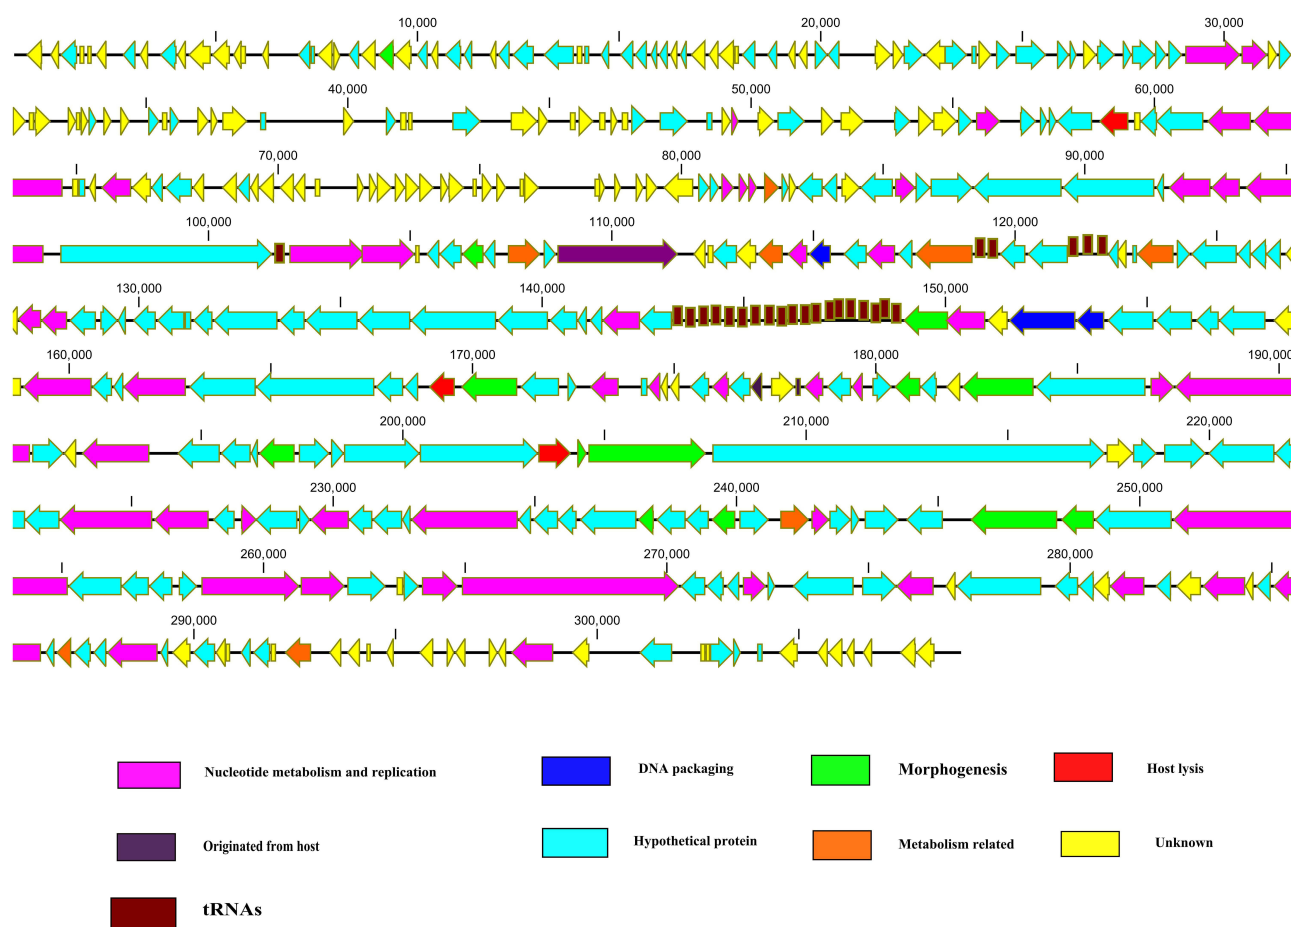 10,000 20,000 30,000
40,000 50,000 60,000
70,000 80,000 90,000
100,000 110,000 120,000
130,000 140,000 150,000
160,000 170,000 180,000 190,000
200,000 210,000 220,000
230,000 240,000 250,000
260,000 270,000 280,000
290,000 300,000
Nucleotide metabolism and replication DNA packaging Morphogenesis Host lysis
Originated from host Hypothetical protein Metabolism related Unknown
tRNAs